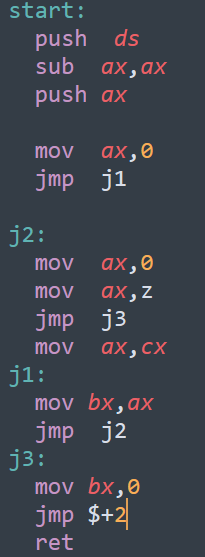 start:
push ds
sub ax,ax
push ax
mov ax,0
jmp j1
j2:
mov ax,0
mov ax,z
jmp j3
mov ax,cx
j1:
mov bx,ax
jmp j2
j3:
mov bx,0
jmp $+2
ret